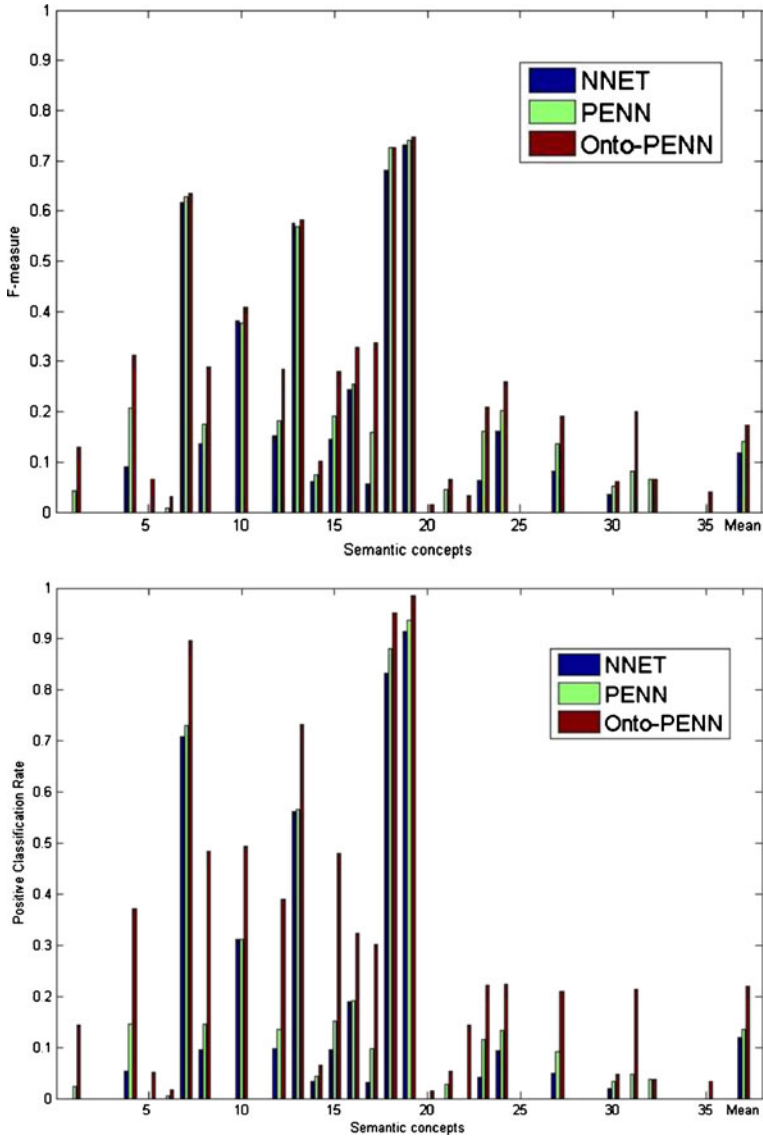 1
0.9
0.8
0.7
0.6
0.5
0.4
0.3
0.2
0.1
0
F-measure
NNET
PENN
Onto-PENN
5 10 15 20 25 30 35 Mean
Semantic concepts
1
0.9
0.8
0.7
0.6
0.5
0.4
0.3
0.2
0.1
0
Positive Classification Rate
NNET
PENN
Onto-PENN
5 10 15 20 25 30 35 Mean
Semantic concepts